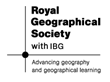 Royal
Geographical
Society
with IBG
Advancing geography
and geographical learning